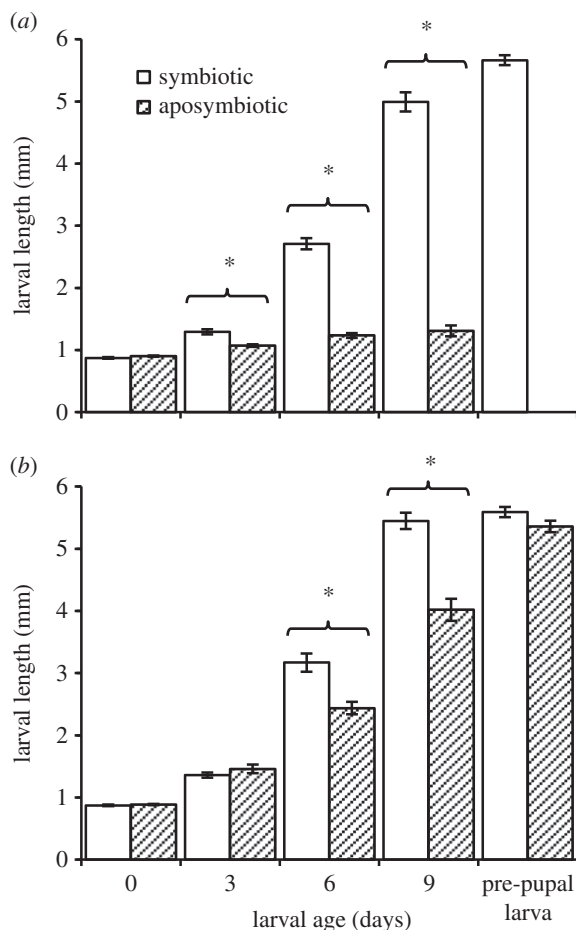 (a)
6
5
4
3
2
1
0
larval length (mm)
symbiotic
aposymbiotic
*
*
*
(b)
6
5
4
3
2
1
0
larval length (mm)
*
*
0 3 6 9 pre-pupal
larva
larval age (days)